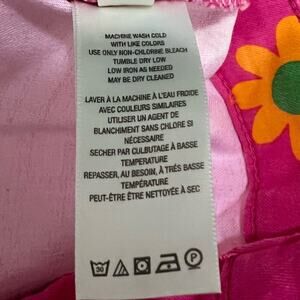 MACHINE WASH COLD
WITH LIKE COLORS
USE ONLY NON-CHLORINE BLEACH
TUMBLE DRY LOW
LOW IRON AS NEEDED
MAY BE DRY CLEANED
LAVER À LA MACHINE À L'EAU FROIDE
AVEC COULEURS SIMILAIRES
UTILISER UN AGENT DE
BLANCHIMENT SANS CHLORE SI
NÉCESSAIRE
SECHER PAR CULBUTAGE À BASSE
TEMPERATURE
REPASSER, AU BESOIN, À TRÉS BASSE
TEMPÉRATURE
PEUT-ÊTRE ÊTRE NETTOYÉE À SEC
30
P